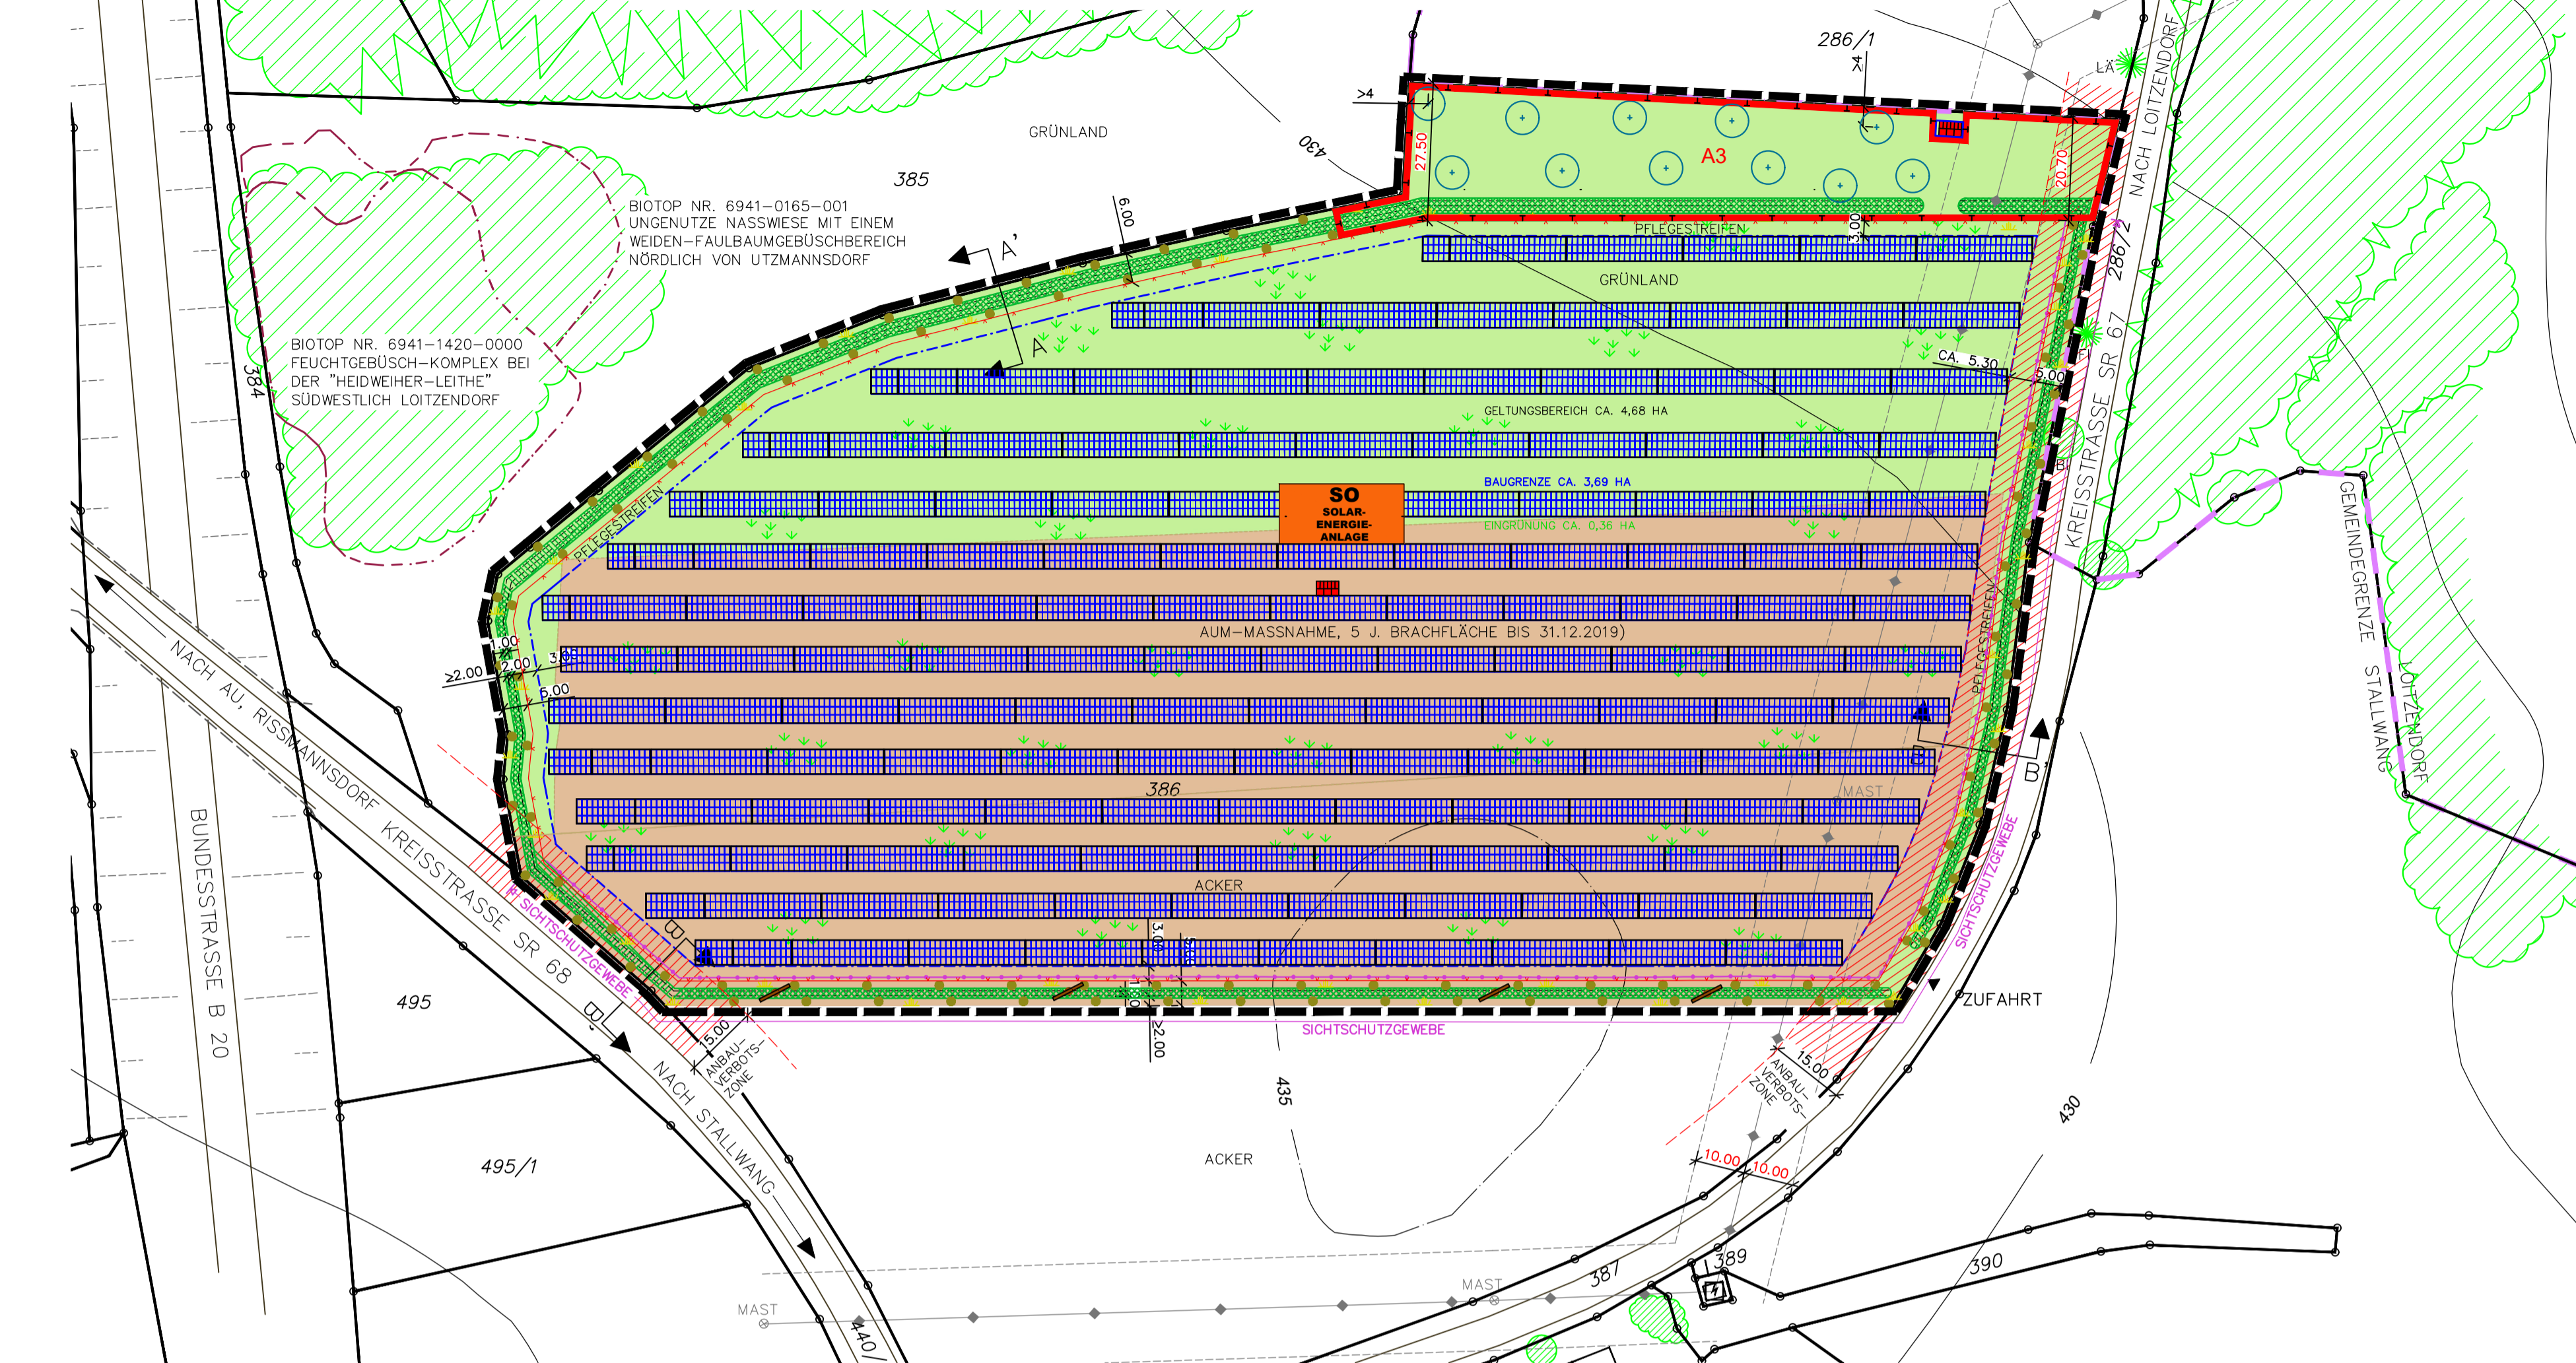 286/1
≥4
>4
LÄ
NACH LOITZENDORF
GRÜNLAND
430
27.50
A3
20.70
385
BIOTOP NR. 6941-0165-001
UNGENUTZE NASSWIESE MIT EINEM
WEIDEN-FAULBAUMGEBÜSCHBEREICH
NÖRDLICH VON UTZMANNSDORF
6.00
A'
A
PFLEGESTREIFEN
3.00
286/2
GRÜNLAND
BIOTOP NR. 6941-1420-0000
FEUCHTGEBÜSCH-KOMPLEX BEI
DER "HEIDWEIHER-LEITHE"
SÜDWESTLICH LOITZENDORF
384
CA. 5.30
5.00
KREISSTRASSE SR 67
GELTUNGSBEREICH CA. 4,68 HA
BAUGRENZE CA. 3,69 HA
EINGRÜNUNG CA. 0,36 HA
SO
SOLAR-
ENERGIE-
ANLAGE
PFLEGESTREIFEN
PFLEGESTREIFEN
GEMEINDEGRENZE STALLWANG
LOITZENDORF
AUM-MASSNAHME, 5 J. BRACHFLÄCHE BIS 31.12.2019)
1.00
2.00
3.00
≥2.00
5.00
NACH AU, RISSMANNSDORF
KREISSTRASSE SR 68
BUNDESSTRASSE B 20
386
MAST
B
B'
ACKER
SICHTSCHUTZGEWEBE
SICHTSCHUTZGEWEBE
B
B'
3.00
≥2.00
SICHTSCHUTZGEWEBE
ZUFAHRT
495
15.00
ANBAU-
VERBOTS-
ZONE
15.00
ANBAU-
VERBOTS-
ZONE
NACH STALLWANG
435
430
495/1
ACKER
10.00
10.00
387
389
390
MAST
MAST
440/